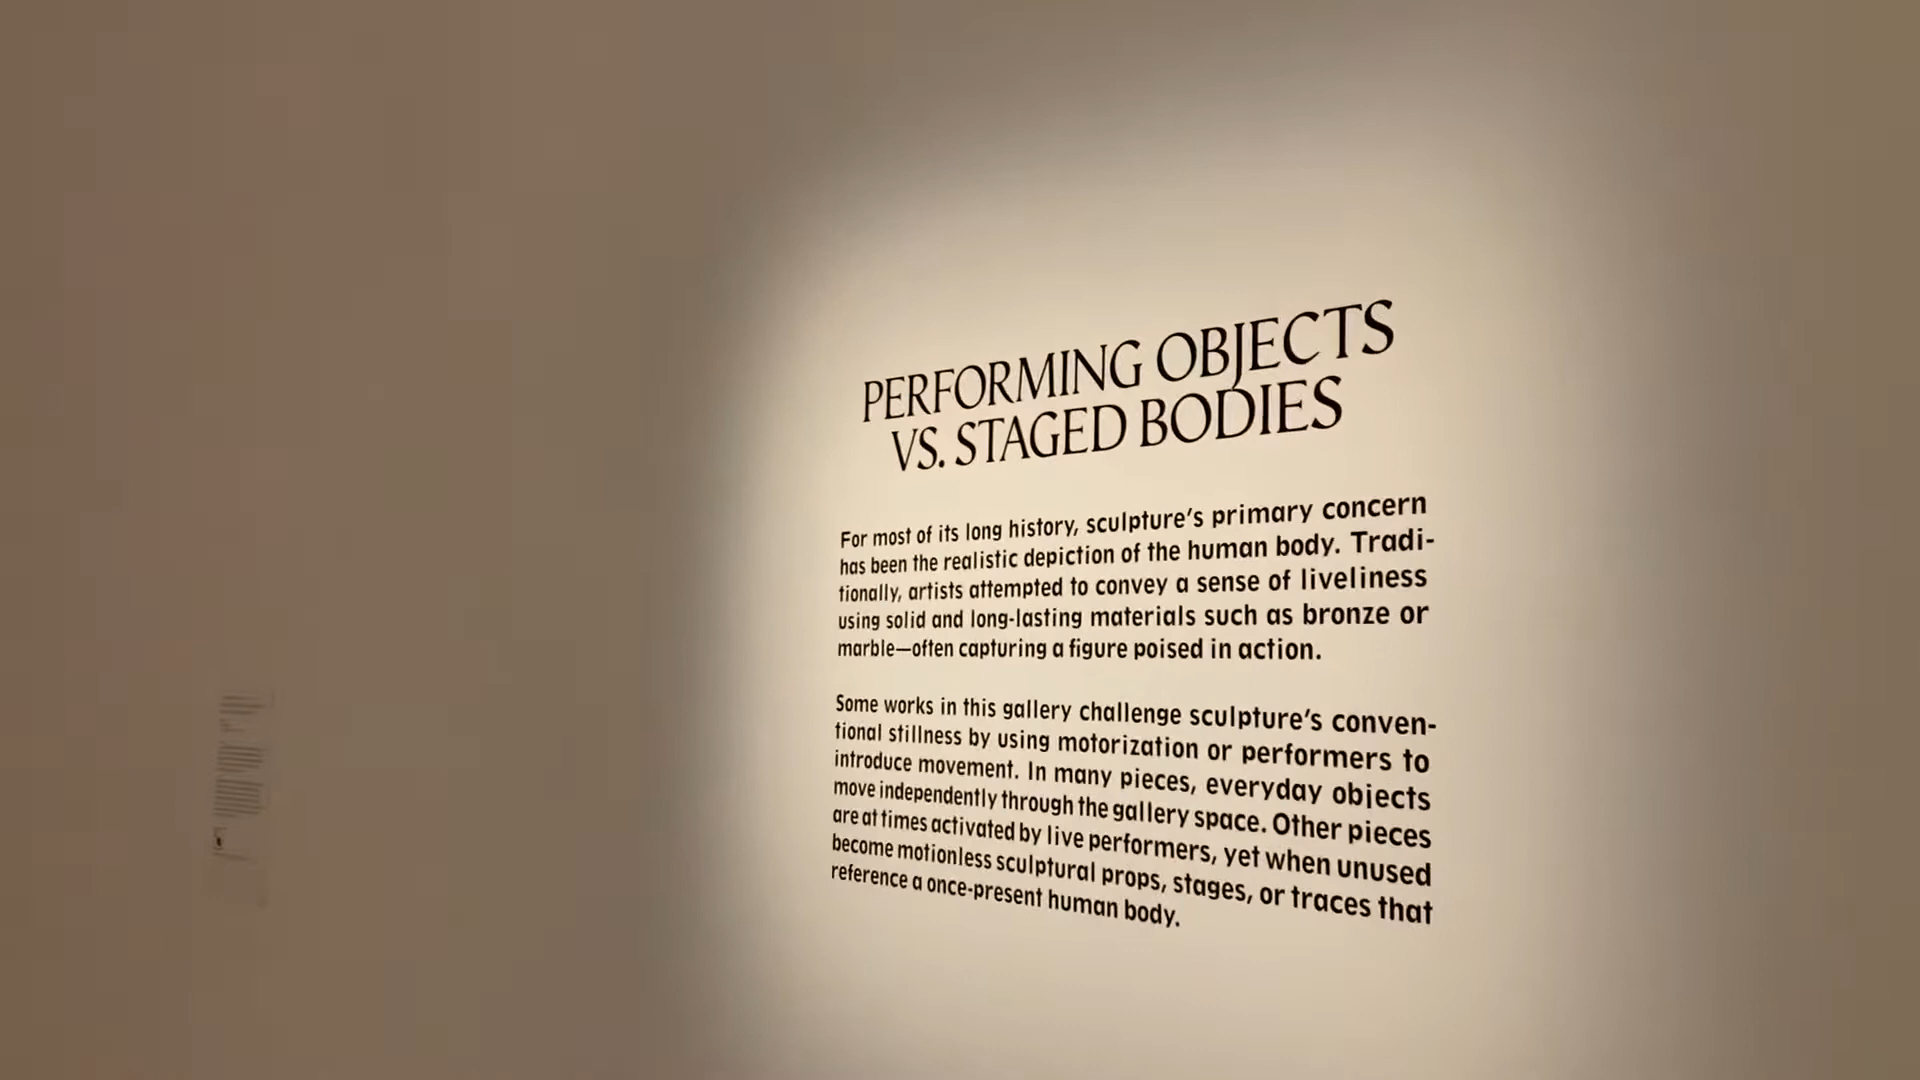 PERFORMING OBJECTS
VS. STAGED BODIES
For most of its long history, sculpture's primary concern
has been the realistic depiction of the human body. Tradi-
tionally, artists attempted to convey a sense of liveliness
using solid and long-lasting materials such as bronze or
marble—often capturing a figure poised in action.
Some works in this gallery challenge sculpture's conven-
tional stillness by using motorization or performers to
introduce movement. In many pieces, everyday objects
move independently through the gallery space. Other pieces
are at times activated by live performers, yet when unused
become motionless sculptural props, stages, or traces that
reference a once-present human body.